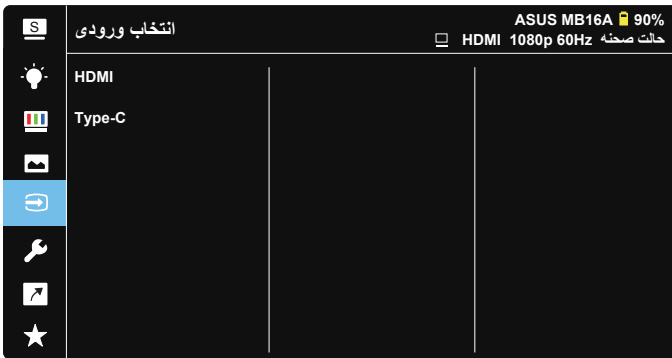 S
انتخاب ورودی
ASUS MB16A 90%
حالت صحنه HDMI 1080p 60Hz
HDMI
Type-C